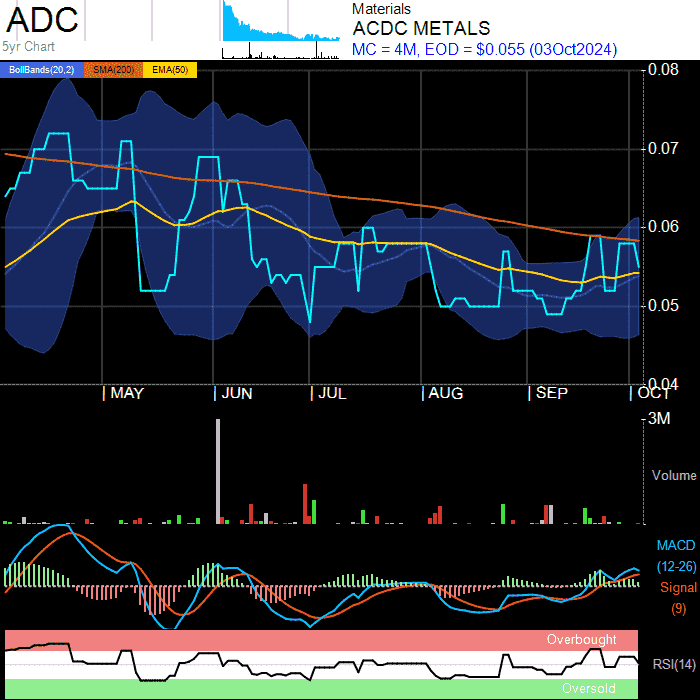 ADC
5yr Chart
Materials
ACDC METALS
MC = 4M, EOD = $0.055 (03Oct2024)
BollBands(20,2) SMA(200) EMA(50)
0.08
0.07
0.06
0.05
0.04
| MAY | JUN | JUL | AUG | SEP | OCT
3M
Volume
MACD
(12-26)
Signal
(9)
Overbought
RSI(14)
Oversold